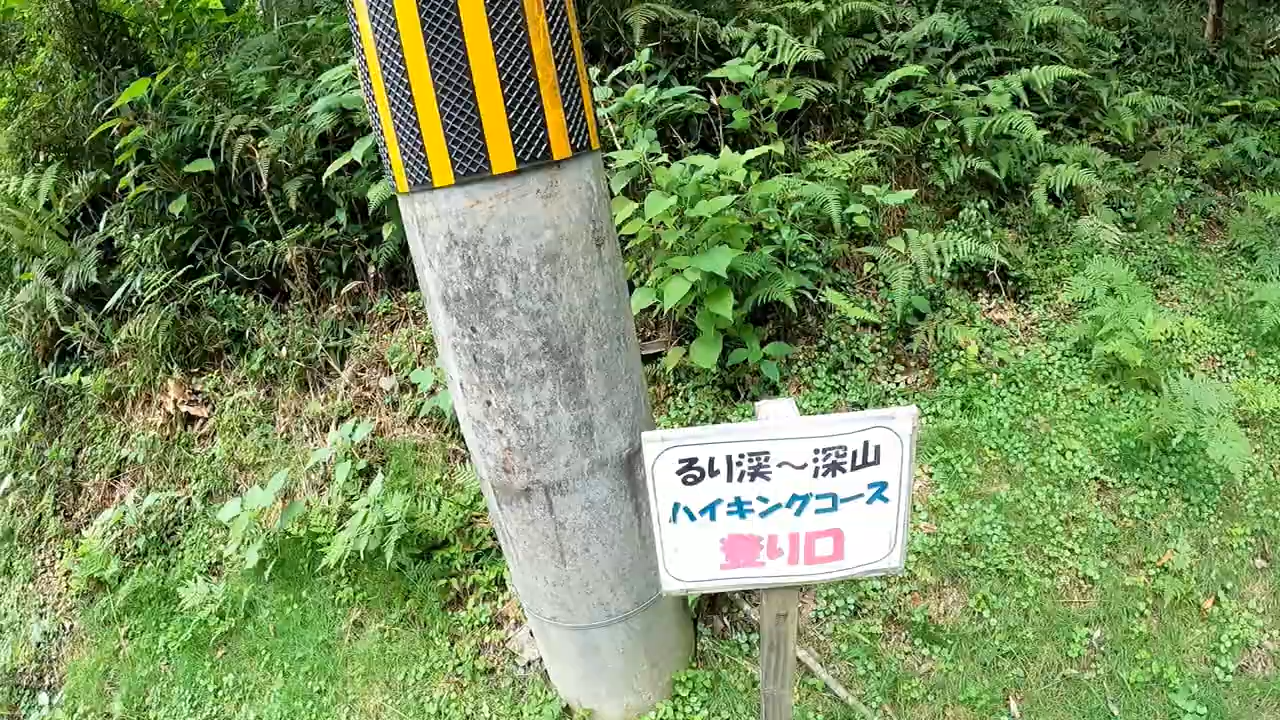 るり渓～深山
ハイキングコース
登り口